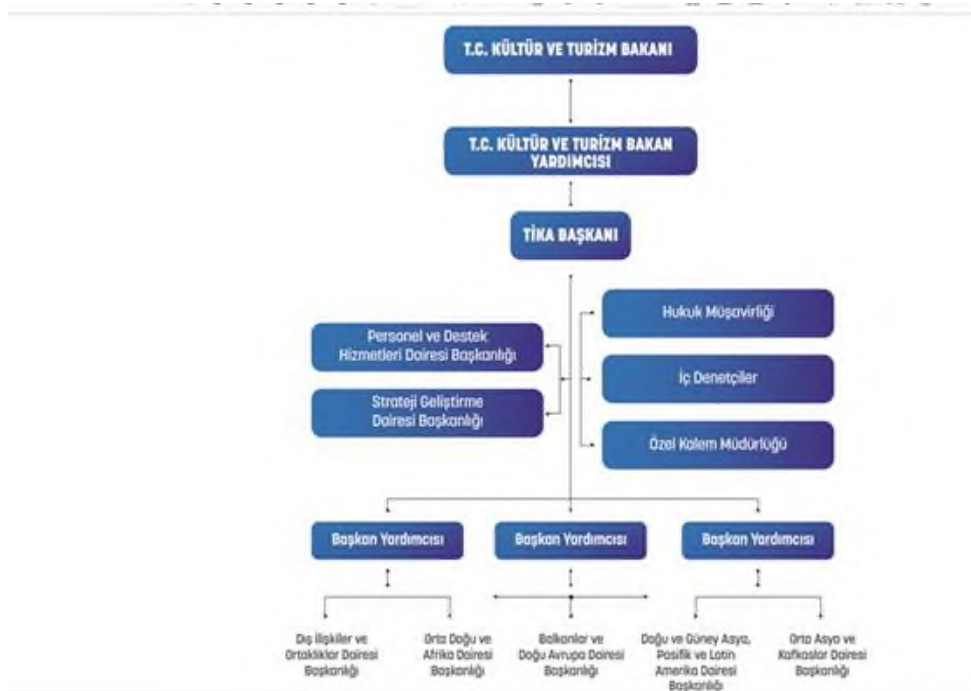 T.C. KÜLTÜR VE TURİZM BAKANI
T.C. KÜLTÜR VE TURİZM BAKAN
YARDIMCISI
TİKA BAŞKANI
Personel ve Destek
Hizmetleri Dairesi Başkanlığı
Strateji Geliştirme
Dairesi Başkanlığı
Hukuk Müşavirliği
İç Denetçiler
Özel Kalem Müdürlüğü
Başkan Yardımcısı
Başkan Yardımcısı
Başkan Yardımcısı
Dış İlişkiler ve
Ortaklıklar Dairesi
Başkanlığı
Orta Doğu ve
Afrika Dairesi
Başkanlığı
Balkanlar ve
Doğu Avrupa Dairesi
Başkanlığı
Doğu ve Güney Asya,
Pasifik ve Latin
Amerika Dairesi
Başkanlığı
Orta Asya ve
Kafkaslar Dairesi
Başkanlığı